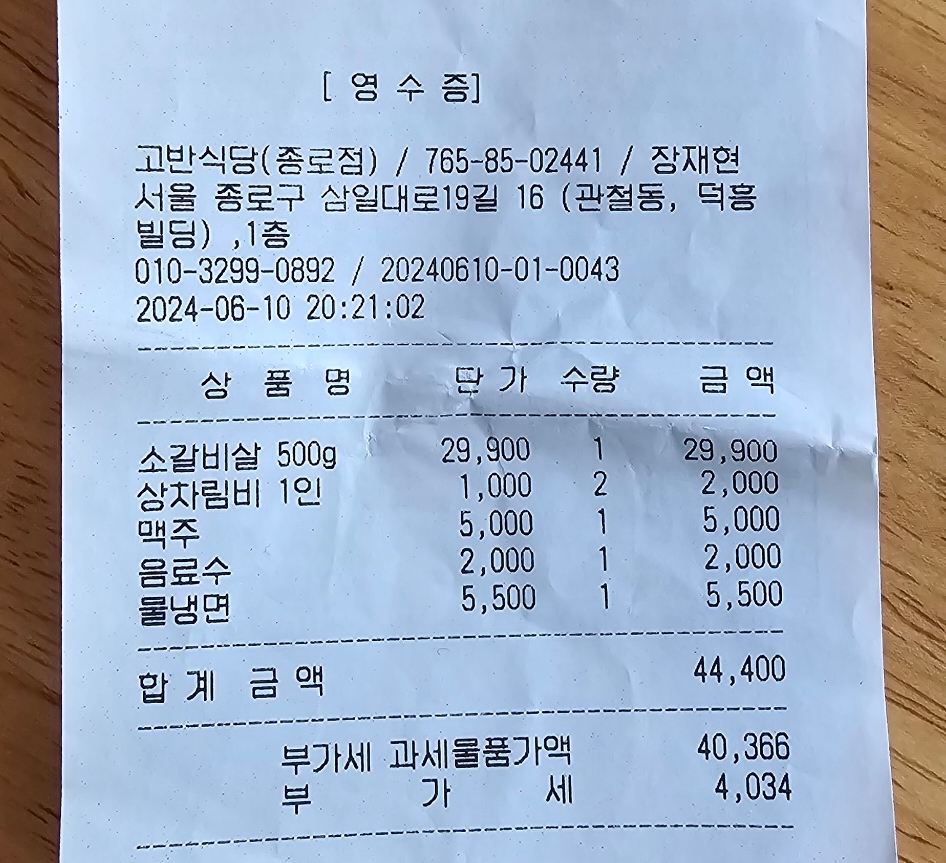 [ 영 수 증]
고반식당(종로점) / 765-85-02441 / 장재현
서울 종로구 삼일대로19길 16 (관철동, 덕흥
빌딩) ,1층
010-3299-0892 / 20240610-01-0043
2024-06-10 20:21:02
상 품 명 단 가 수량 금 액
소갈비살 500g 29,900 1 29,900
상차림비 1인 1,000 2 2,000
맥주 5,000 1 5,000
음료수 2,000 1 2,000
물냉면 5,500 1 5,500
합 계 금 액 44,400
부가세 과세물품가액 40,366
부 가 세 4,034